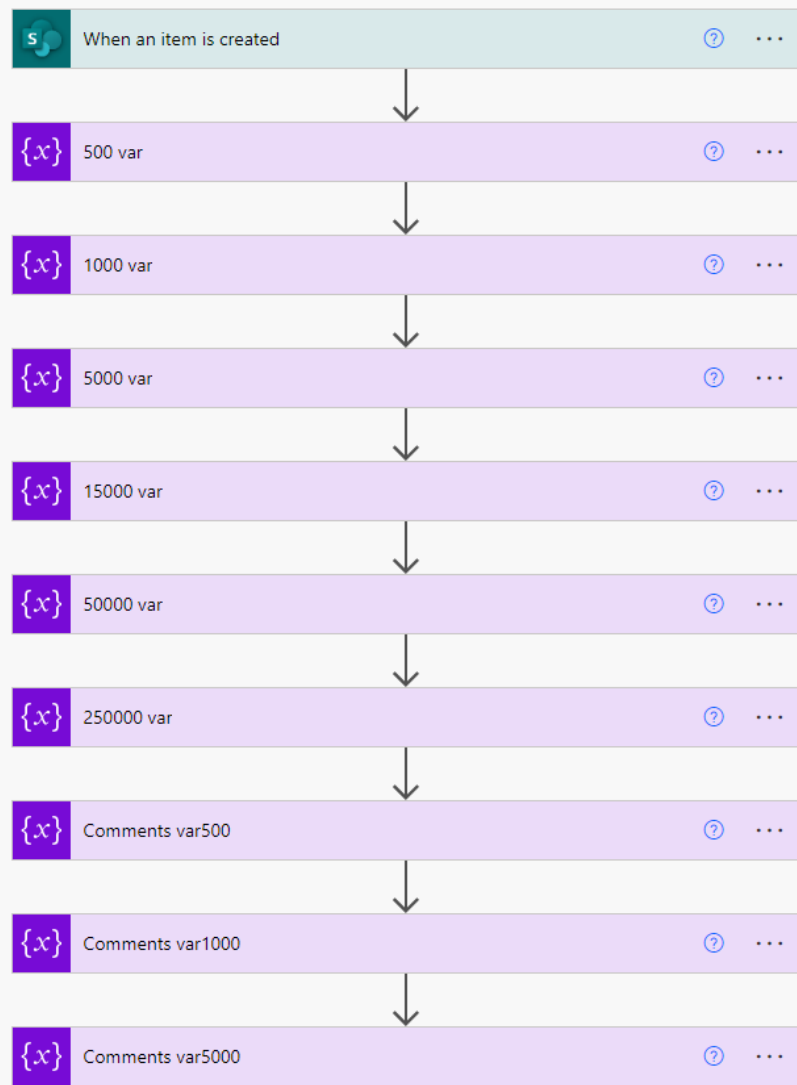 When an item is created
{x} 500 var
{x} 1000 var
{x} 5000 var
{x} 15000 var
{x} 50000 var
{x} 250000 var
{x} Comments var500
{x} Comments var1000
{x} Comments var5000